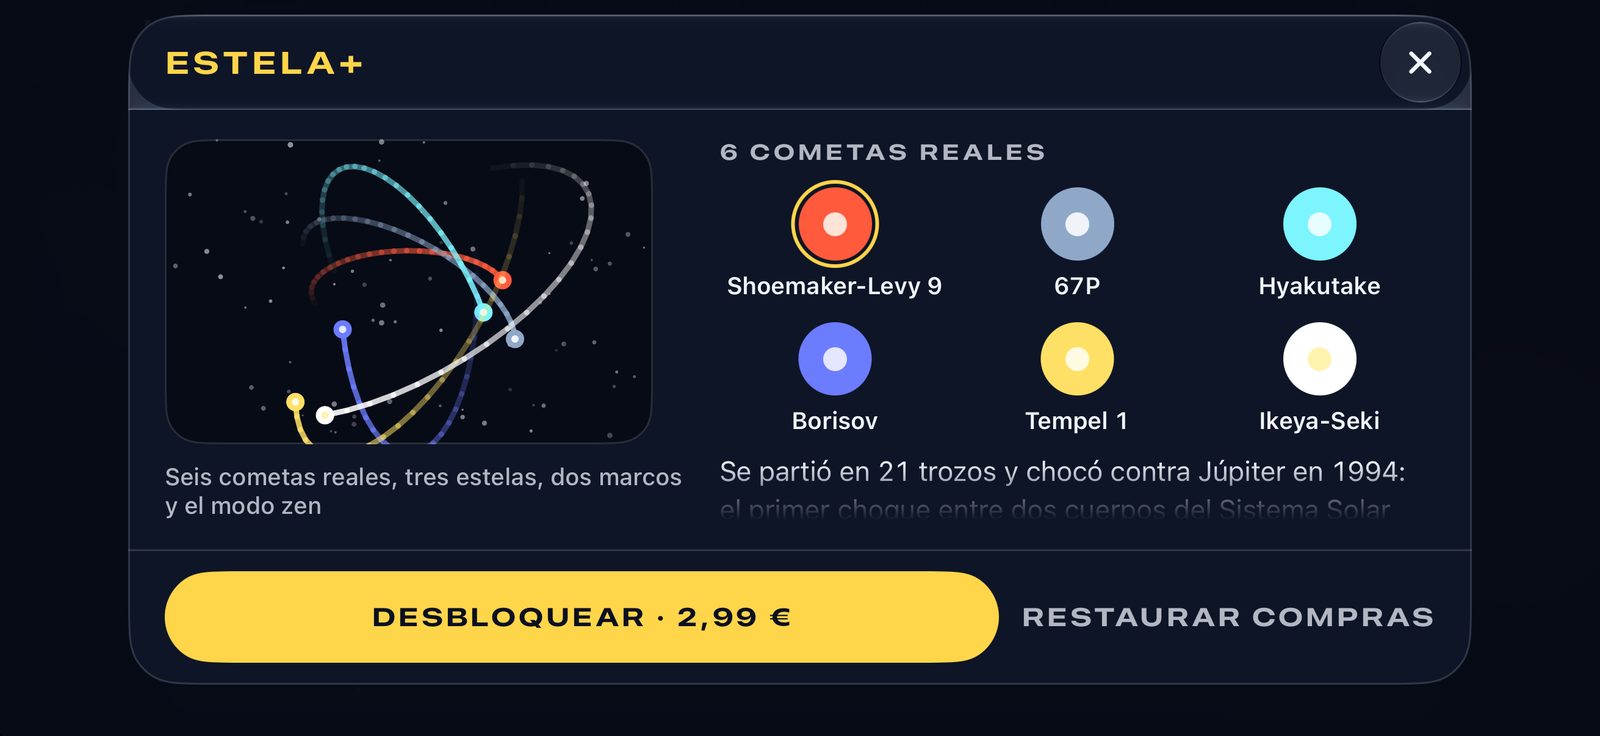 ESTELA+
Seis cometas reales, tres estelas, dos marcos
y el modo zen
6 COMETAS REALES
Shoemaker-Levy 9
67P
Hyakutake
Borisov
Tempel 1
Ikeya-Seki
Se partió en 21 trozos y chocó contra Júpiter en 1994:
el primer choque entre dos cuerpos del Sistema Solar
DESBLOQUEAR · 2,99 €
RESTAURAR COMPRAS